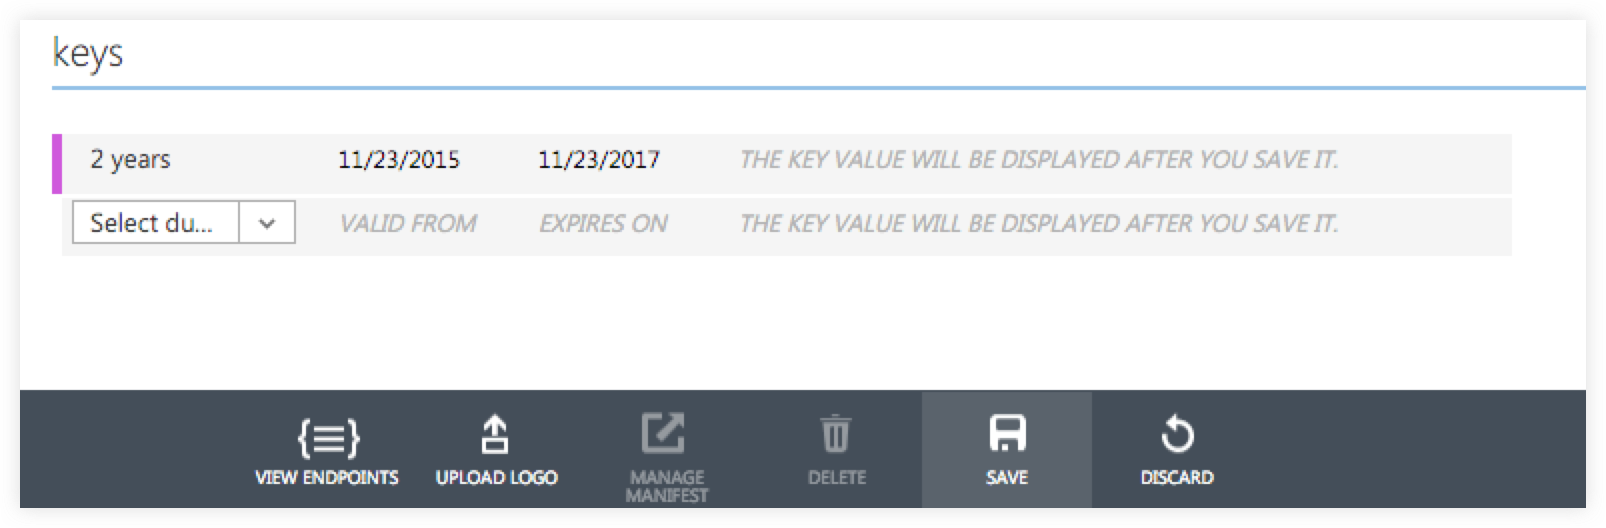 keys
2 years 11/23/2015 11/23/2017 THE KEY VALUE WILL BE DISPLAYED AFTER YOU SAVE IT.
Select du... VALID FROM EXPIRES ON THE KEY VALUE WILL BE DISPLAYED AFTER YOU SAVE IT.
VIEW ENDPOINTS UPLOAD LOGO MANAGE MANIFEST DELETE SAVE DISCARD